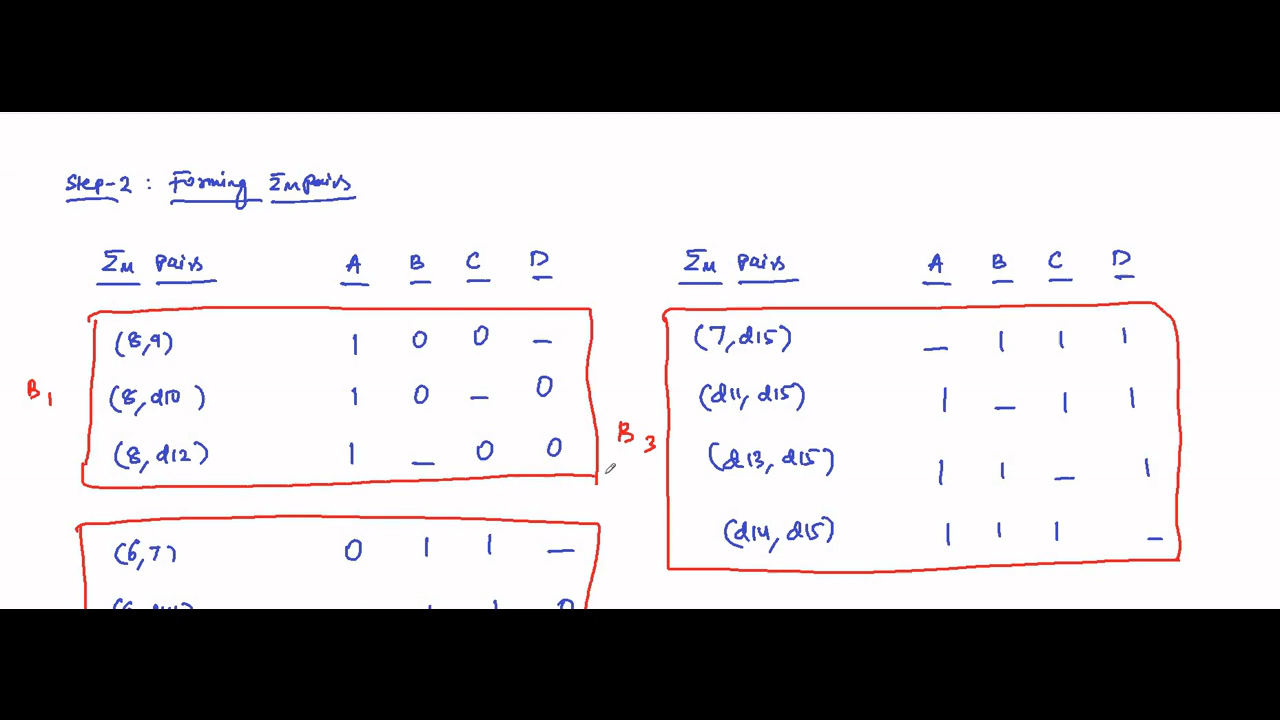 Step-2 : Forming Σm pairs
Σm pairs A B C D
(8,9) 1 0 0 —
(8,d10) 1 0 — 0
(8,d12) 1 — 0 0
B1
(6,7) 0 1 1 —
Σm pairs A B C D
(7,d15) — 1 1 1
(d11,d15) 1 — 1 1
(d13,d15) 1 1 — 1
(d14,d15) 1 1 1 —
B3